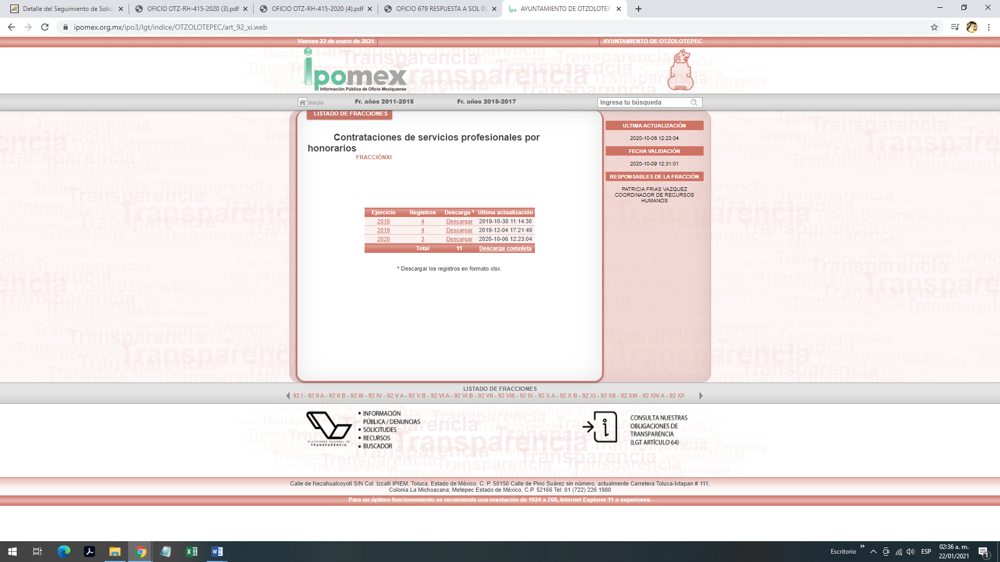 Detalle del Seguimiento de Solici
OFICIO OTZ-RH-415-2020 (3).pdf
OFICIO OTZ-RH-415-2020 (4).pdf
OFICIO 679 RESPUESTA A SOL 00
AYUNTAMIENTO DE OTZOLOTEPE
ipomex.org.mx/ipo3/lgt/indice/OTZOLOTEPEC/art_92_xi.web
Viernes 22 de enero de 2021
AYUNTAMIENTO DE OTZOLOTEPEC
Transparencia
ipomex
Información Pública de Oficio Mexiquense
Inicio
Fr. años 2011-2015
Fr. años 2015-2017
Ingresa tu búsqueda
LISTADO DE FRACCIONES
Contrataciones de servicios profesionales por
honorarios
FRACCIÓNXI
ULTIMA ACTUALIZACIÓN
2020-10-06 12:23:04
FECHA VALIDACIÓN
2020-10-09 12:31:01
RESPONSABLES DE LA FRACCIÓN
PATRICIA FRIAS VAZQUEZ
COORDINADOR DE RECURSOS
HUMANOS
Ejercicio Registros Descarga * Ultima actualización
2018 4 Descargar 2019-10-30 11:14:30
2019 4 Descargar 2019-12-04 17:21:49
2020 3 Descargar 2020-10-06 12:23:04
Total 11 Descarga completa
* Descargar los registros en formato xlsx.
LISTADO DE FRACCIONES
92 I - 92 II A - 92 II B - 92 III - 92 IV - 92 V A - 92 V B - 92 VI A - 92 VI B - 92 VII - 92 VIII - 92 IX - 92 X A - 92 X B - 92 XI - 92 XII - 92 XIII - 92 XIV A - 92 XIV
PLATAFORMA NACIONAL DE
TRANSPARENCIA
• INFORMACIÓN
PÚBLICA / DENUNCIAS
• SOLICITUDES
• RECURSOS
• BUSCADOR
CONSULTA NUESTRAS
OBLIGACIONES DE
TRANSPARENCIA
(LGT ARTÍCULO 64)
Calle de Nezahualcoyotl S/N Col. Izcalli IPIEM, Toluca, Estado de México. C. P. 50150 Calle de Pino Suárez sin número, actualmente Carretera Toluca-Ixtapan # 111,
Colonia La Michoacana; Metepec Estado de México, C.P. 52166 Tel: 01 (722) 226 1980
Para un óptimo funcionamiento se recomienda una resolución de 1024 x 768, Internet Explorer 11 o superiores.
Escritorio
ESP
02:36 a. m.
22/01/2021
1